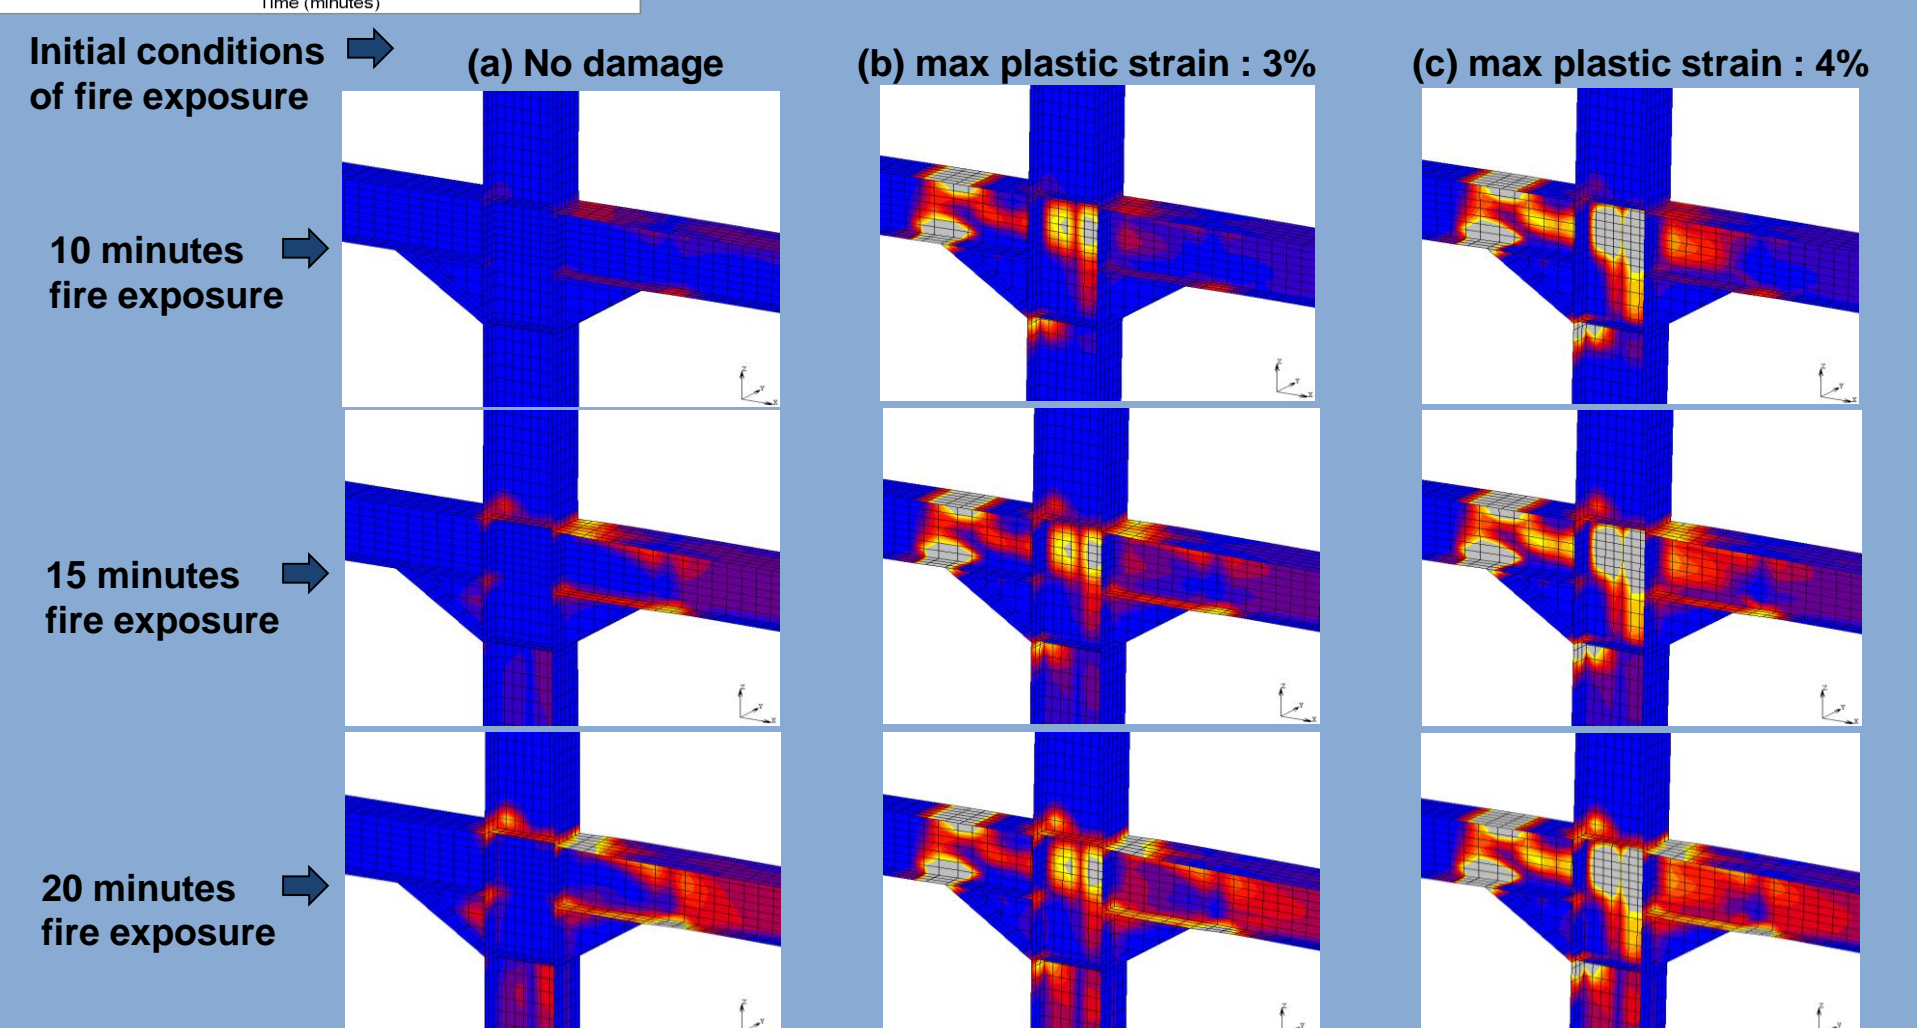 Time (minutes)
Initial conditions
of fire exposure
(a) No damage
(b) max plastic strain : 3%
(c) max plastic strain : 4%
10 minutes
fire exposure
15 minutes
fire exposure
20 minutes
fire exposure